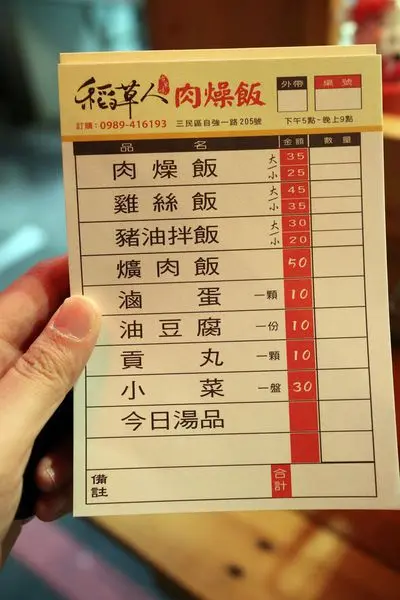 稻草人 肉燥飯 外帶 桌號
訂購：0989-416193 三民區自強一路205號 下午5點~晚上9點
品名 金額 數量
肉燥飯 大 35
小 25
雞絲飯 大 45
小 35
豬油拌飯 大 30
小 20
爌肉飯 50
滷蛋 一顆 10
油豆腐 一份 10
貢丸 一顆 10
小菜 一盤 30
今日湯品
備註 合計